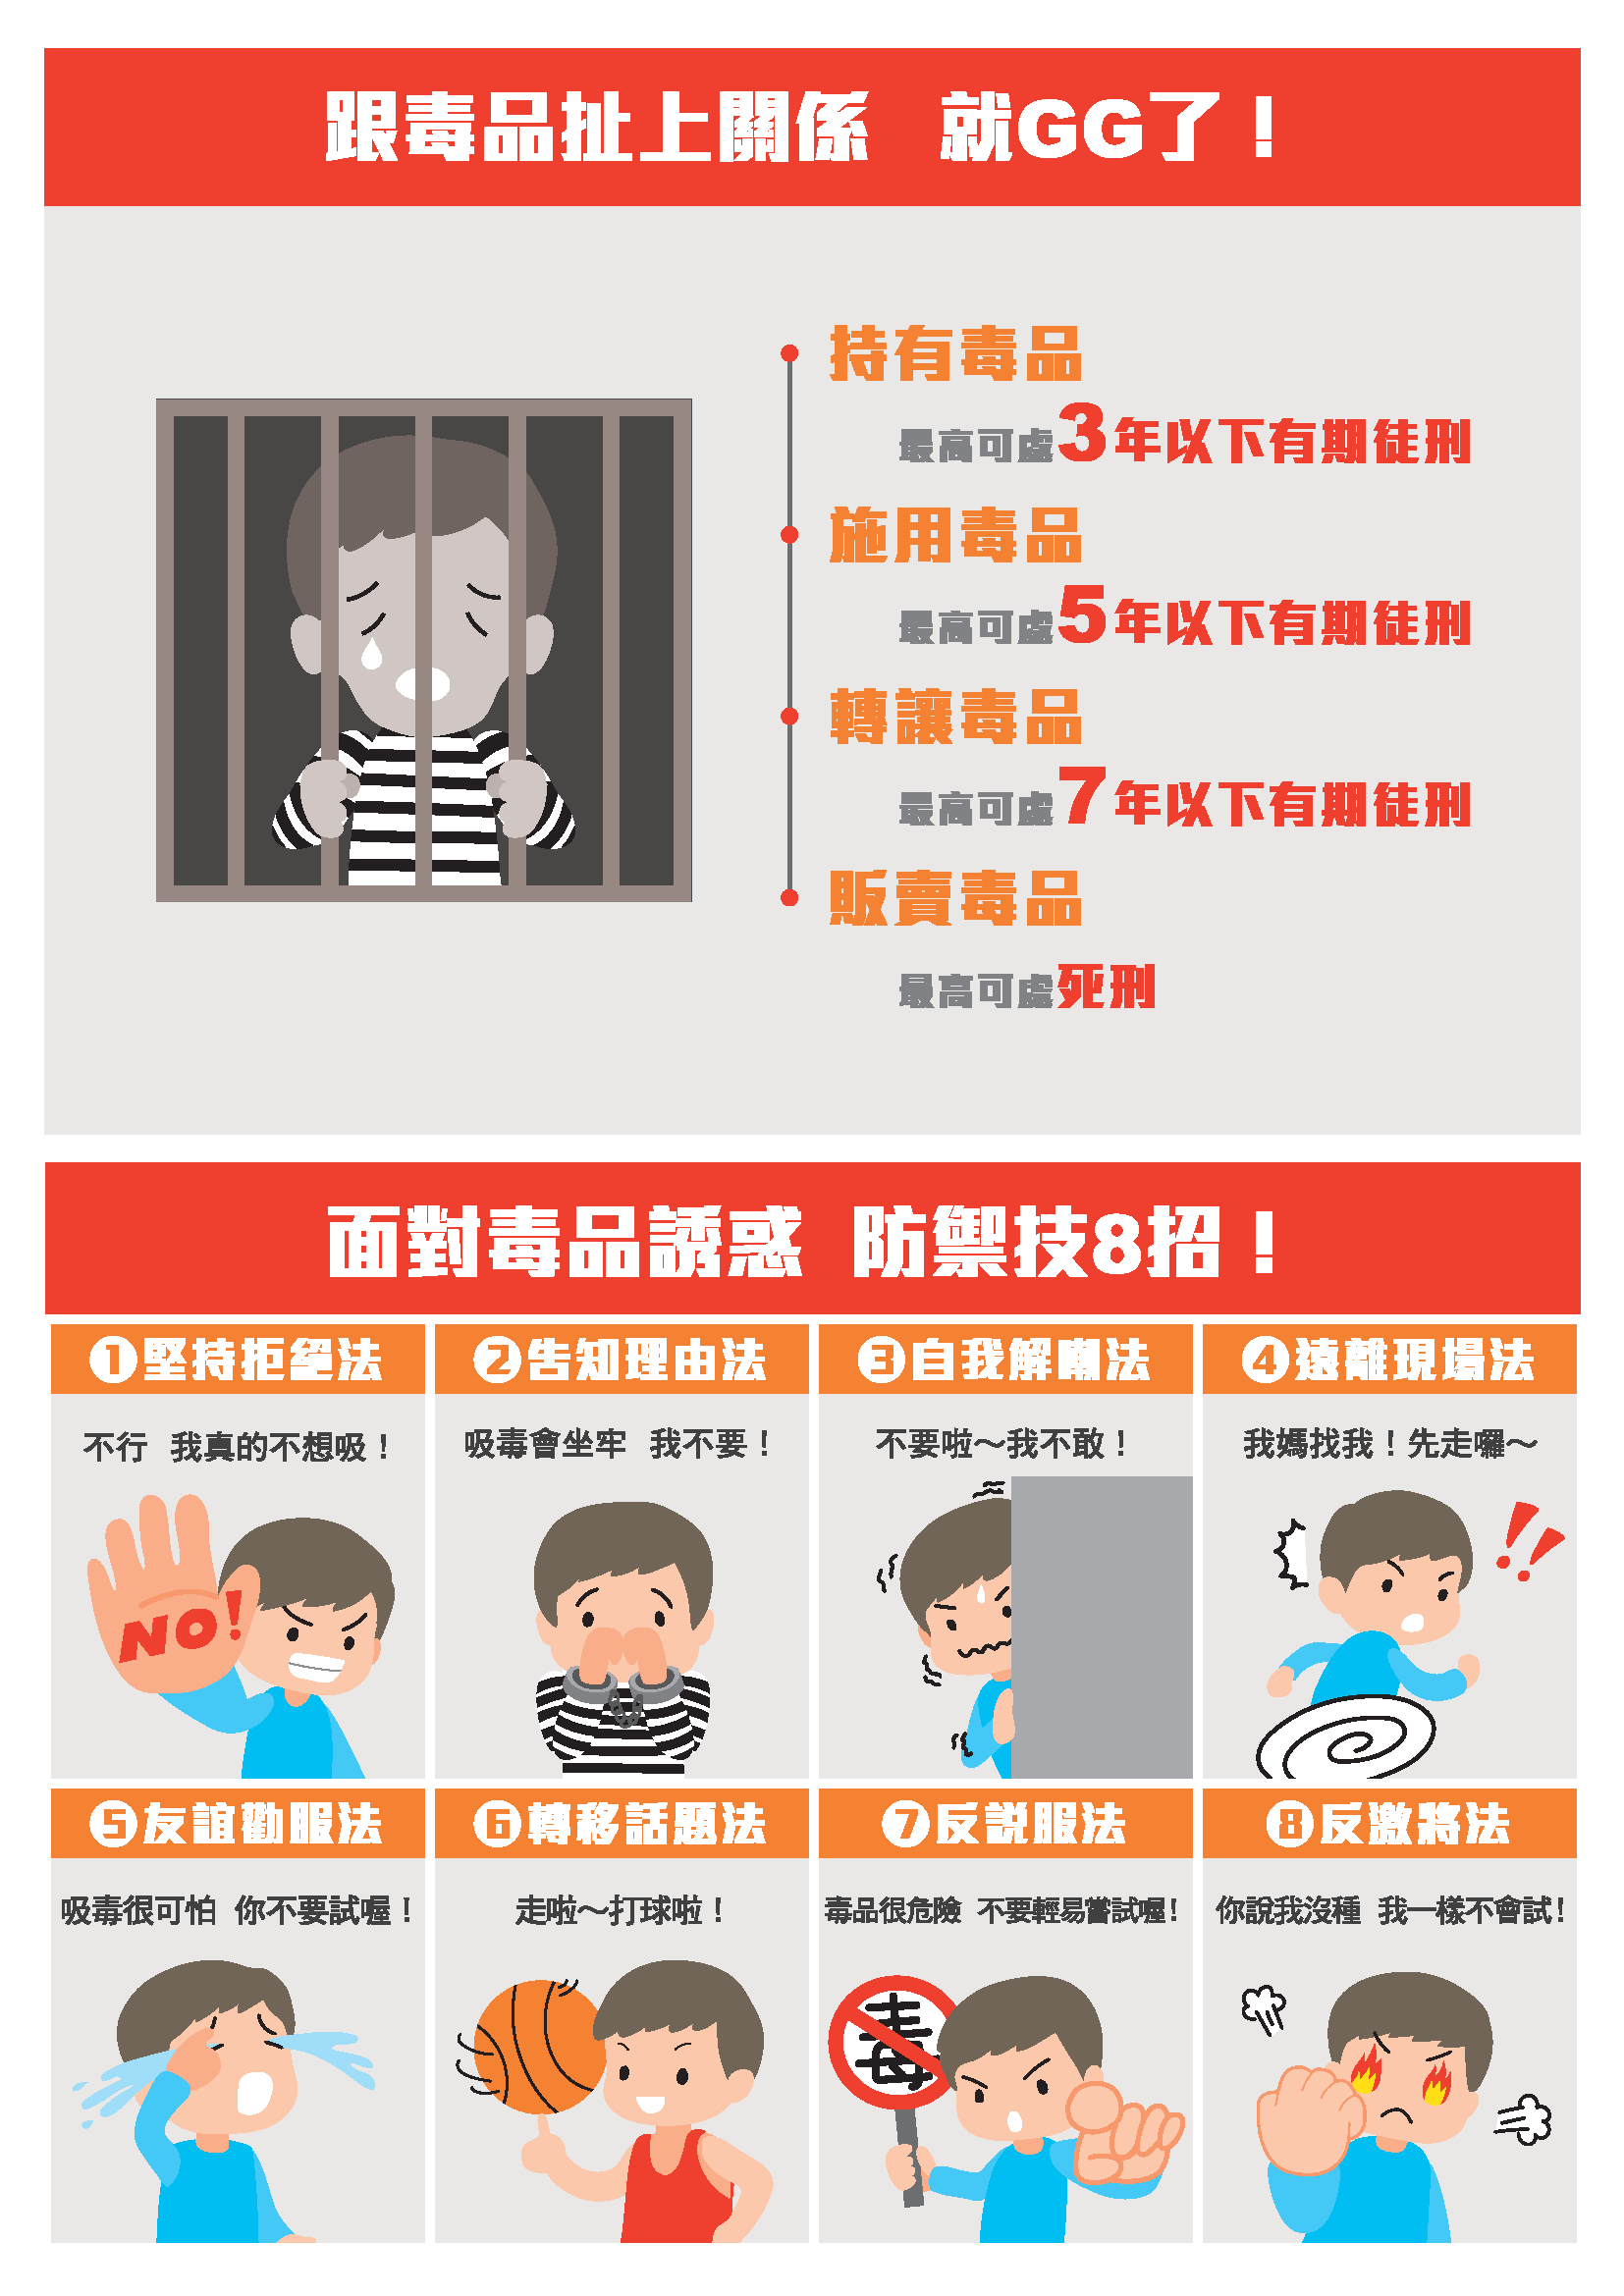 跟毒品扯上關係 就GG了！
持有毒品
最高可處3年以下有期徒刑
施用毒品
最高可處5年以下有期徒刑
轉讓毒品
最高可處7年以下有期徒刑
販賣毒品
最高可處死刑
面對毒品誘惑 防禦技8招！
1堅持拒絕法
不行 我真的不想吸！
NO!
2告知理由法
吸毒會坐牢 我不要！
3自我解嘲法
不要啦～我不敢！
4遠離現場法
我媽找我！先走囉～
!!
5友誼勸服法
吸毒很可怕 你不要試喔！
6轉移話題法
走啦～打球啦！
7反説服法
毒品很危險 不要輕易嘗試喔！
毒
8反激將法
你說我沒種 我一樣不會試！